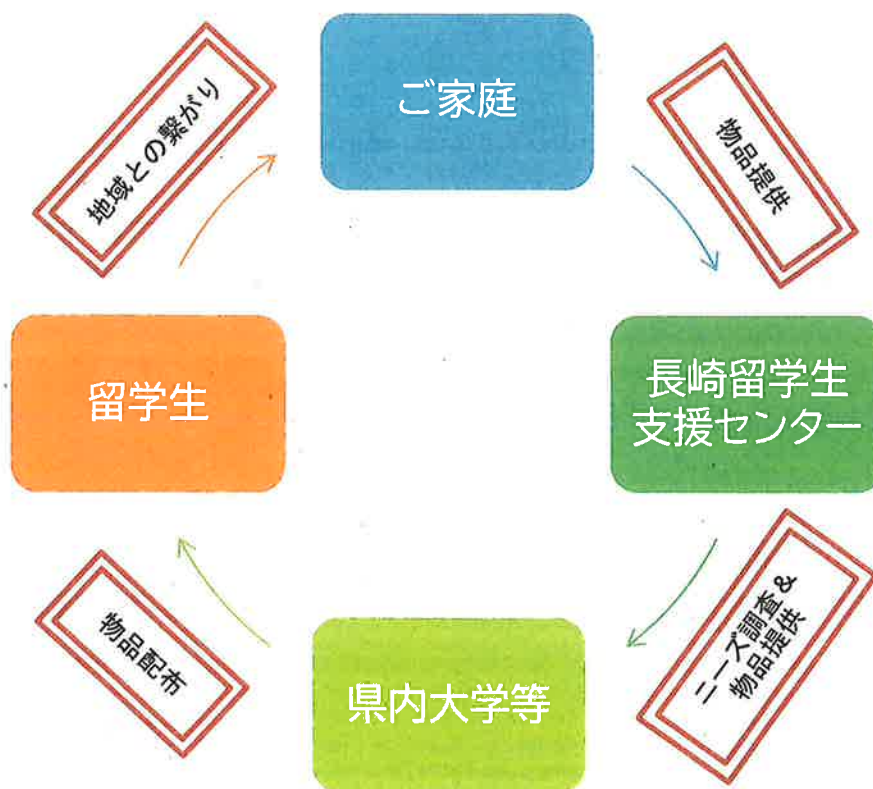 ご家庭
地域との繋がり
物品提供
留学生
長崎留学生
支援センター
物品配布
県内大学等
ニーズ調査&
物品提供